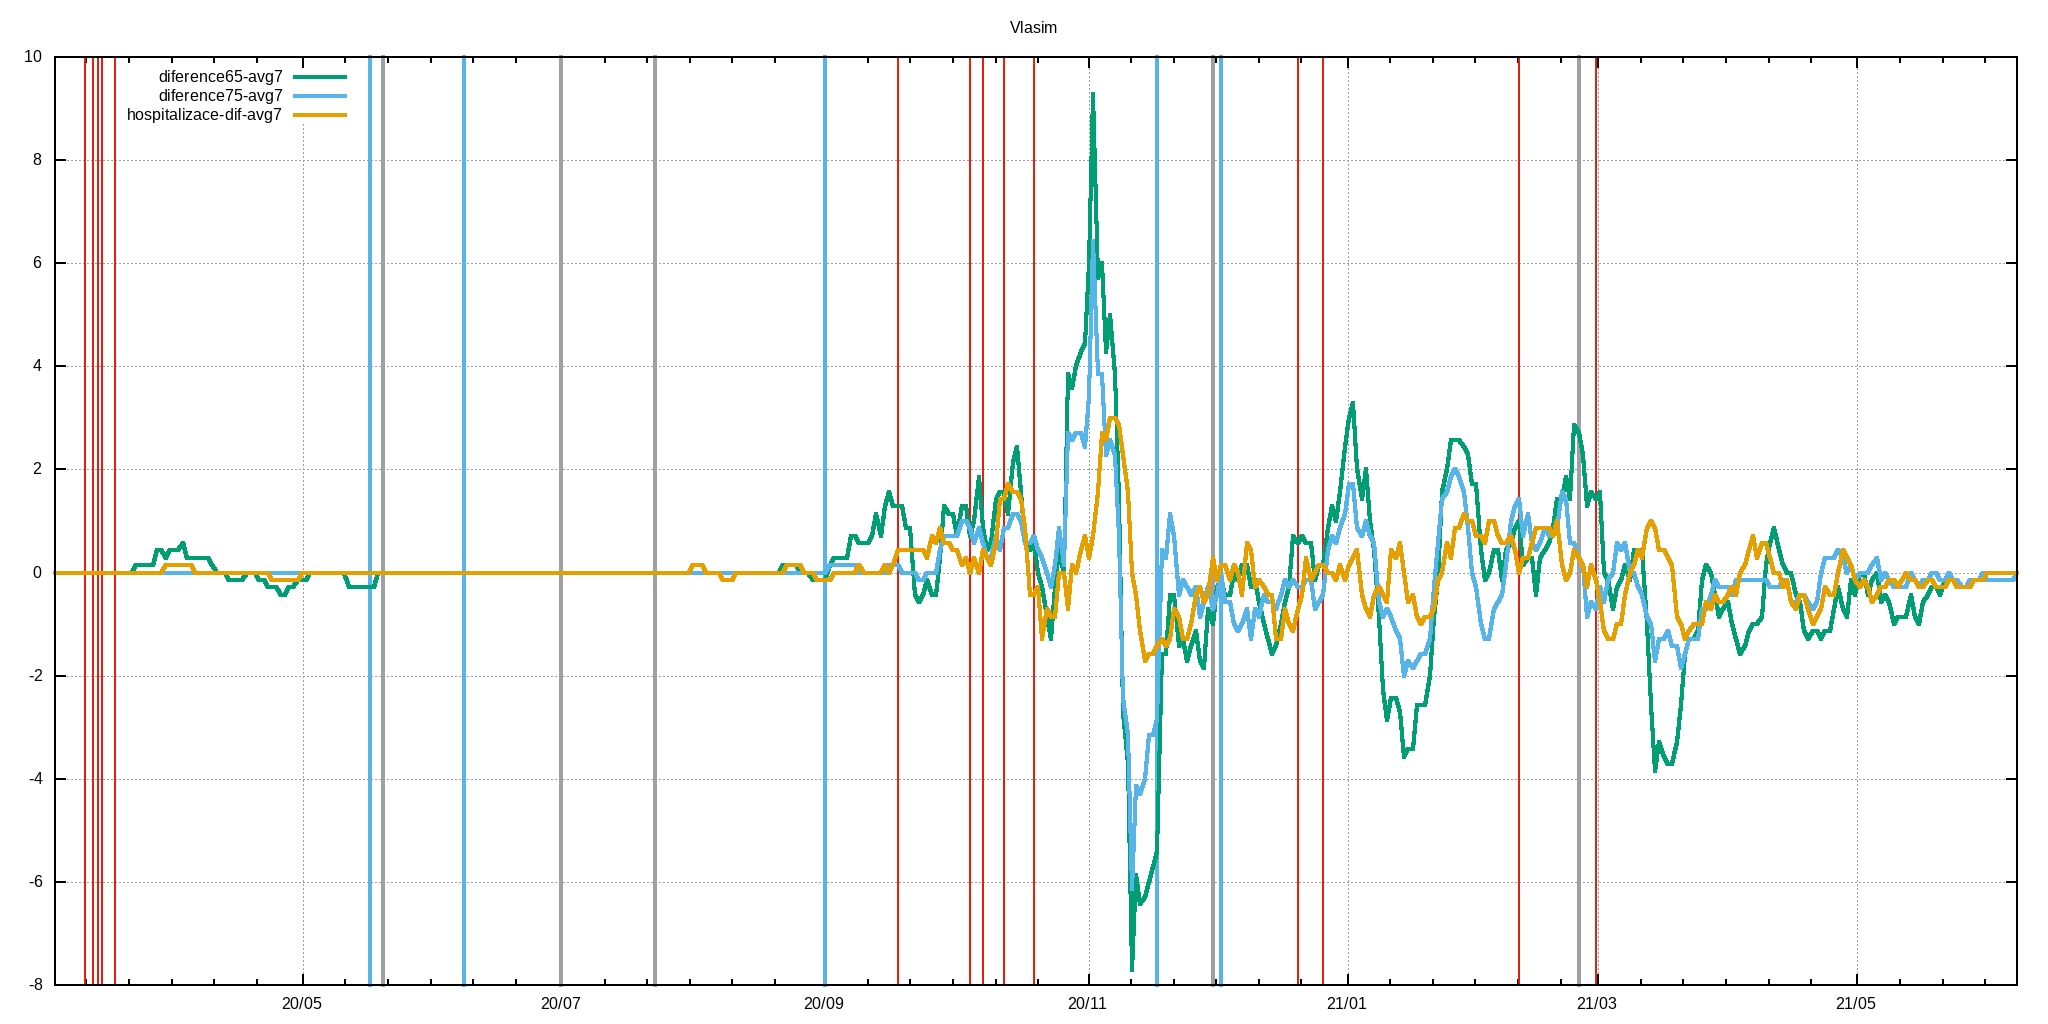 Vlasim
diference65-avg7
diference75-avg7
hospitalizace-dif-avg7
10
8
6
4
2
0
-2
-4
-6
-8
20/05 20/07 20/09 20/11 21/01 21/03 21/05